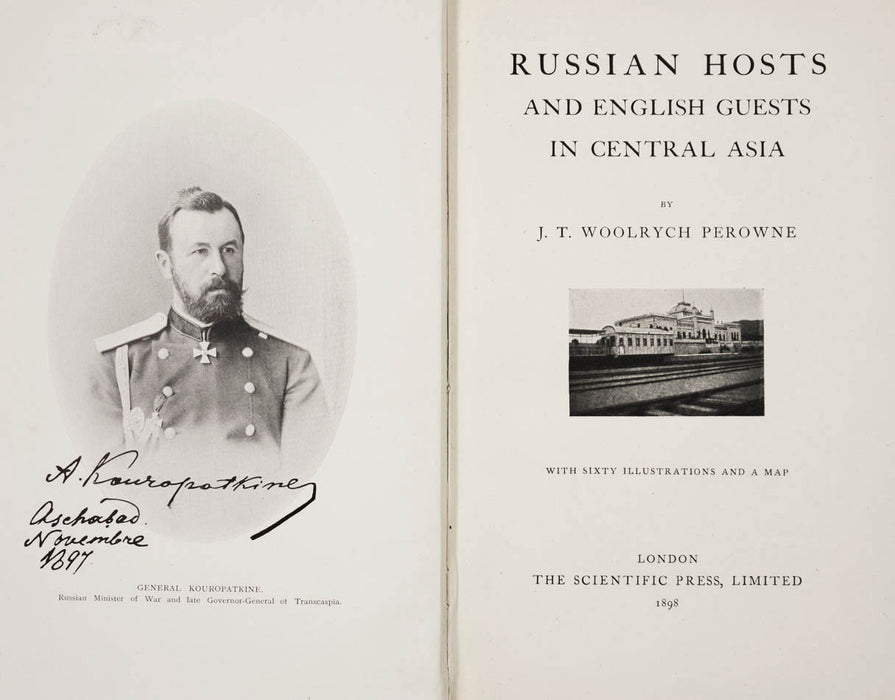 A. Kouropatkine
Aschabad.
Novembre
1897.
GENERAL KOUROPATKINE.
Russian Minister of War and late Governor-General of Transcaspia.
RUSSIAN HOSTS
AND ENGLISH GUESTS
IN CENTRAL ASIA
BY
J. T. WOOLRYCH PEROWNE
WITH SIXTY ILLUSTRATIONS AND A MAP
LONDON
THE SCIENTIFIC PRESS, LIMITED
1898